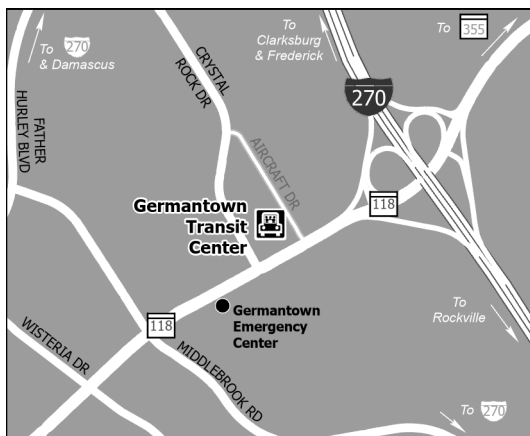 To 270
& Damascus
CRYSTAL
ROCK DR
To
Clarksburg
& Frederick
To 355
270
FATHER
HURLEY BLVD
AIRCRAFT DR
118
Germantown
Transit
Center
Germantown
Emergency
Center
118
To
Rockville
WISTERIA DR
MIDDLEBROOK RD
To 270